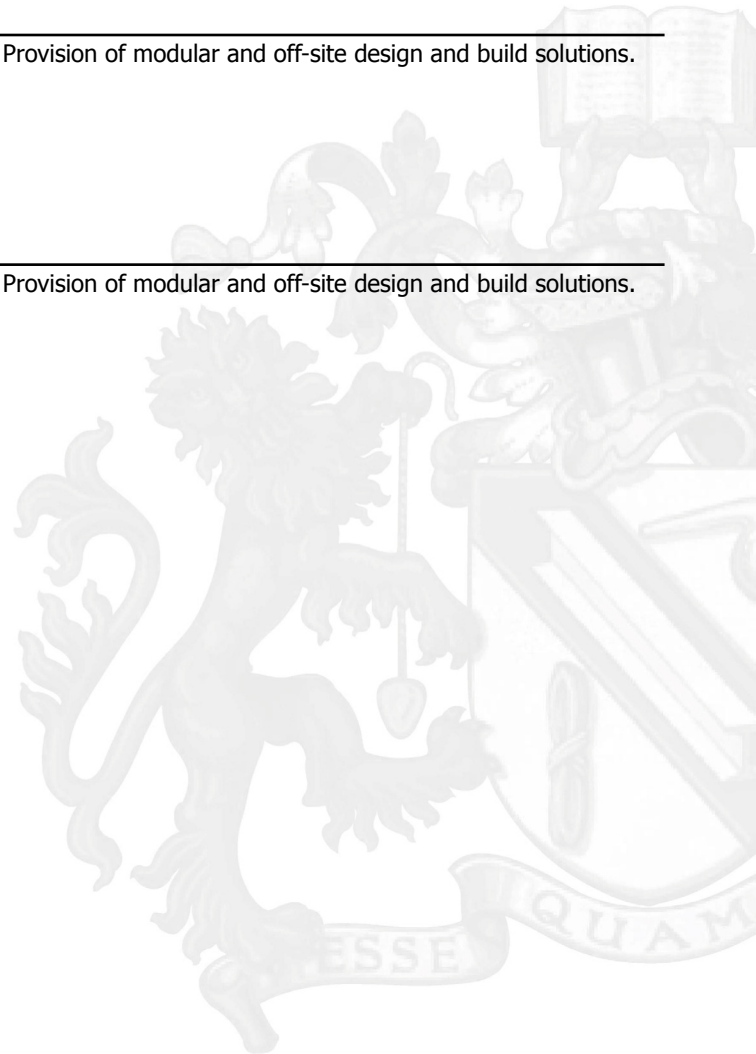 Provision of modular and off-site design and build solutions.
Provision of modular and off-site design and build solutions.
ESSE QUAM